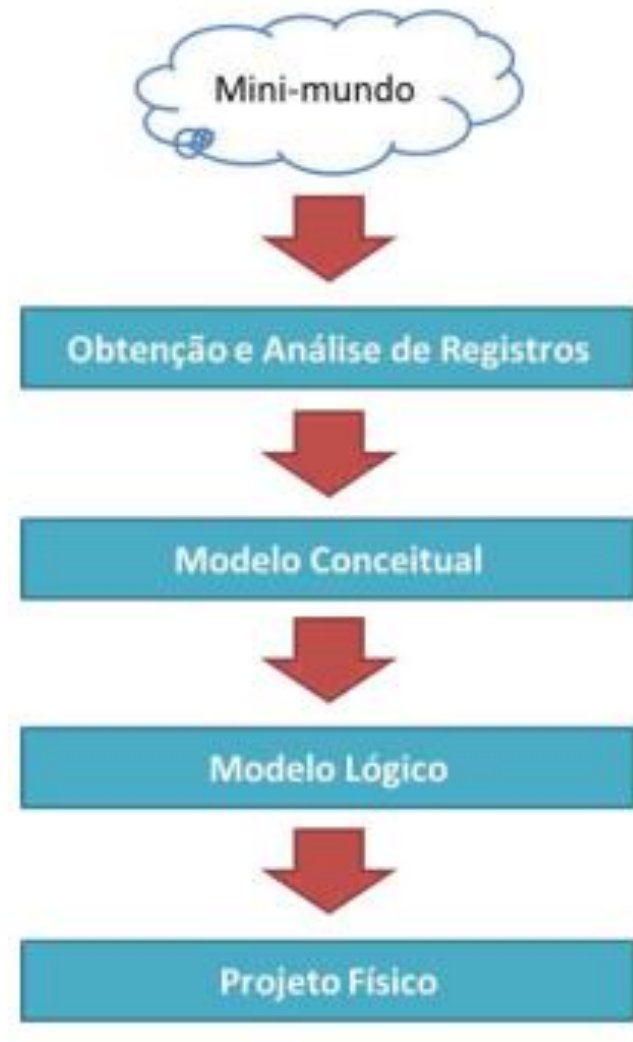 Mini-mundo
Obtenção e Análise de Registros
Modelo Conceitual
Modelo Lógico
Projeto Físico